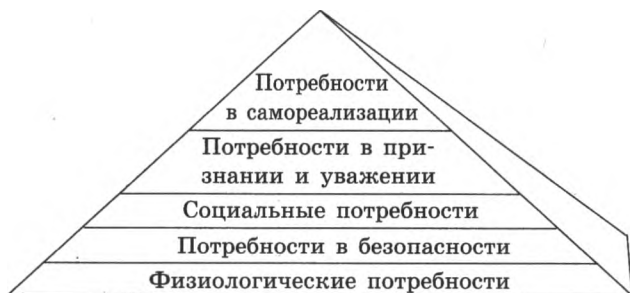 Потребности
в самореализации
Потребности в при-
знании и уважении
Социальные потребности
Потребности в безопасности
Физиологические потребности